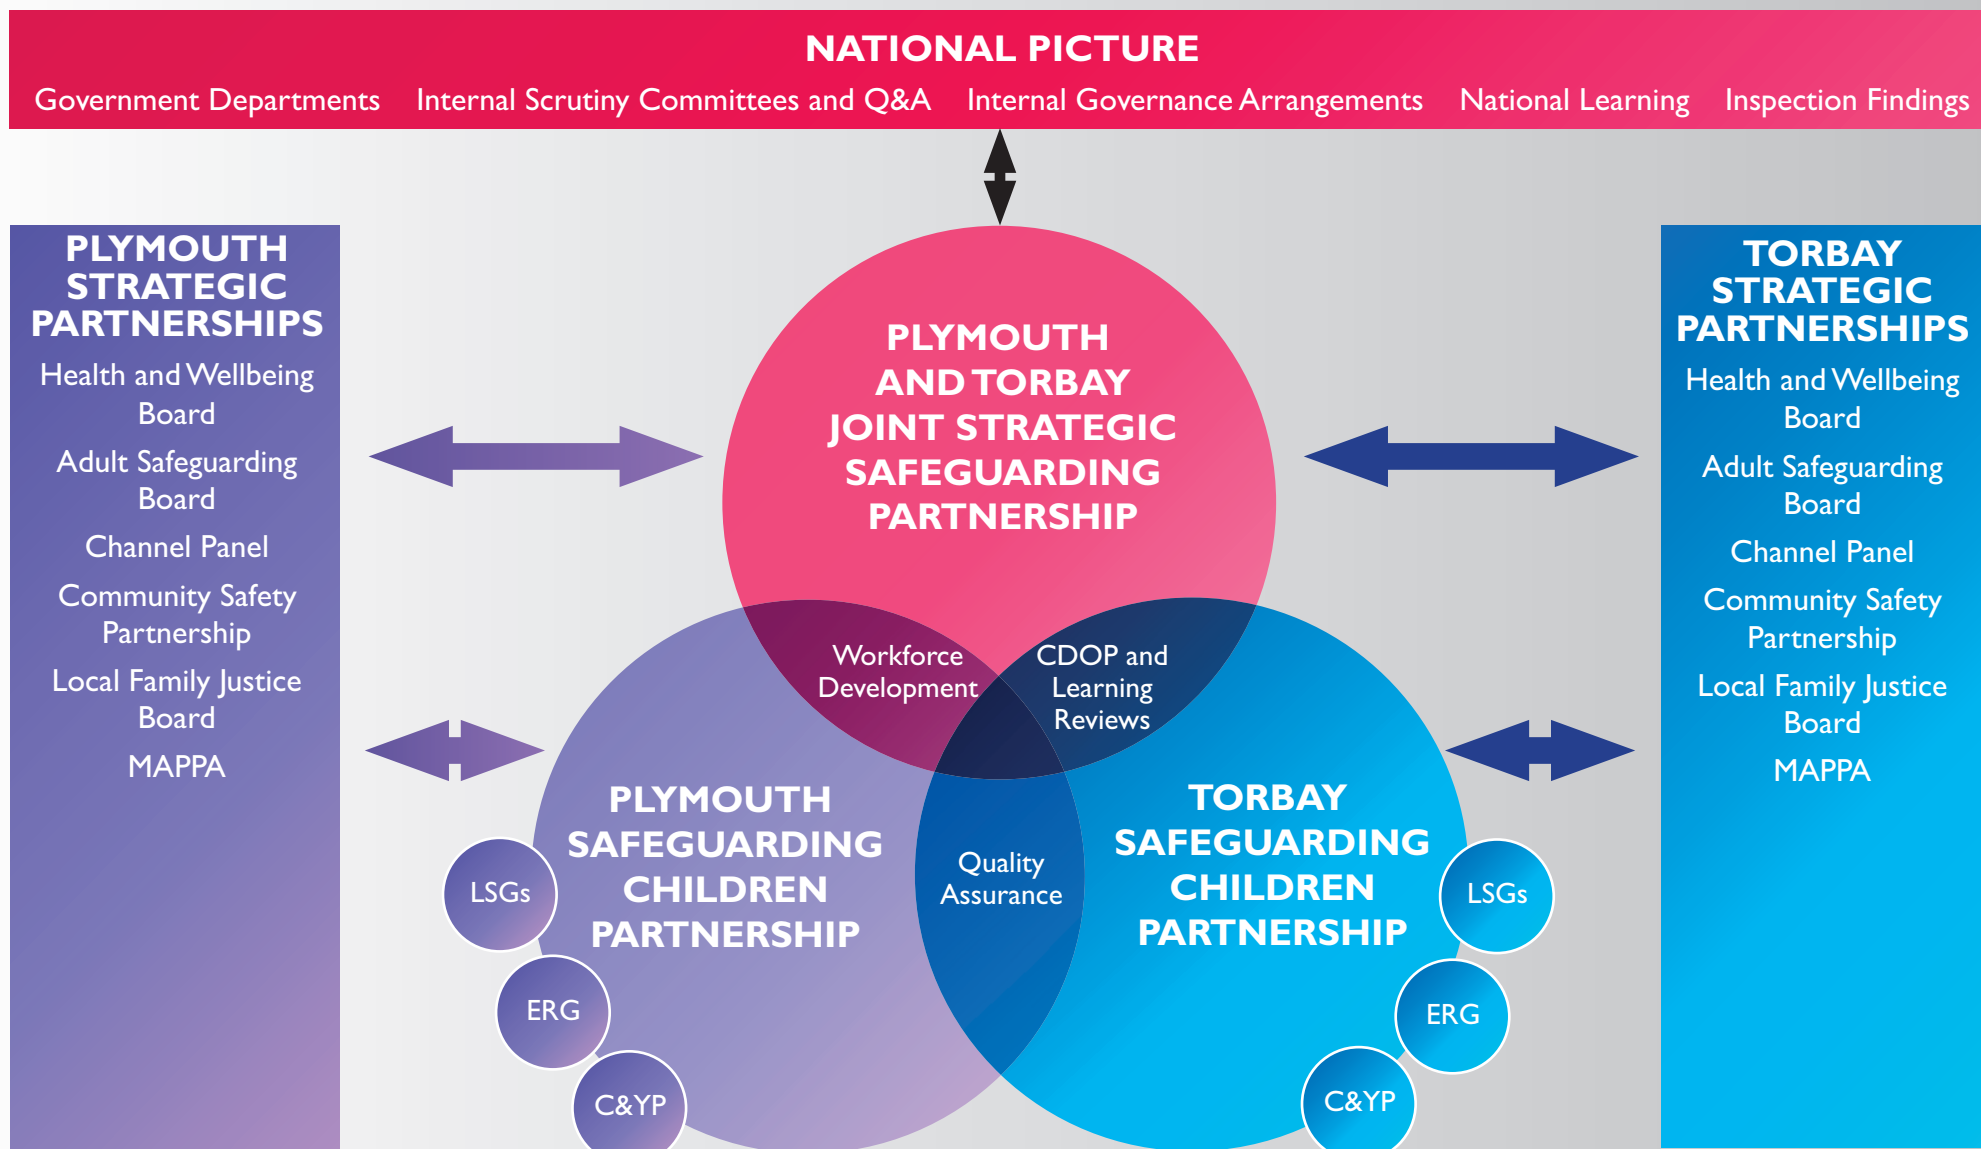 NATIONAL PICTURE
Government Departments Internal Scrutiny Committees and Q&A Internal Governance Arrangements National Learning Inspection Findings
PLYMOUTH
STRATEGIC
PARTNERSHIPS
Health and Wellbeing
Board
Adult Safeguarding
Board
Channel Panel
Community Safety
Partnership
Local Family Justice
Board
MAPPA
PLYMOUTH
AND TORBAY
JOINT STRATEGIC
SAFEGUARDING
PARTNERSHIP
Workforce
Development
CDOP and
Learning
Reviews
Quality
Assurance
PLYMOUTH
SAFEGUARDING
CHILDREN
PARTNERSHIP
LSGs
ERG
C&YP
TORBAY
SAFEGUARDING
CHILDREN
PARTNERSHIP
LSGs
ERG
C&YP
TORBAY
STRATEGIC
PARTNERSHIPS
Health and Wellbeing
Board
Adult Safeguarding
Board
Channel Panel
Community Safety
Partnership
Local Family Justice
Board
MAPPA